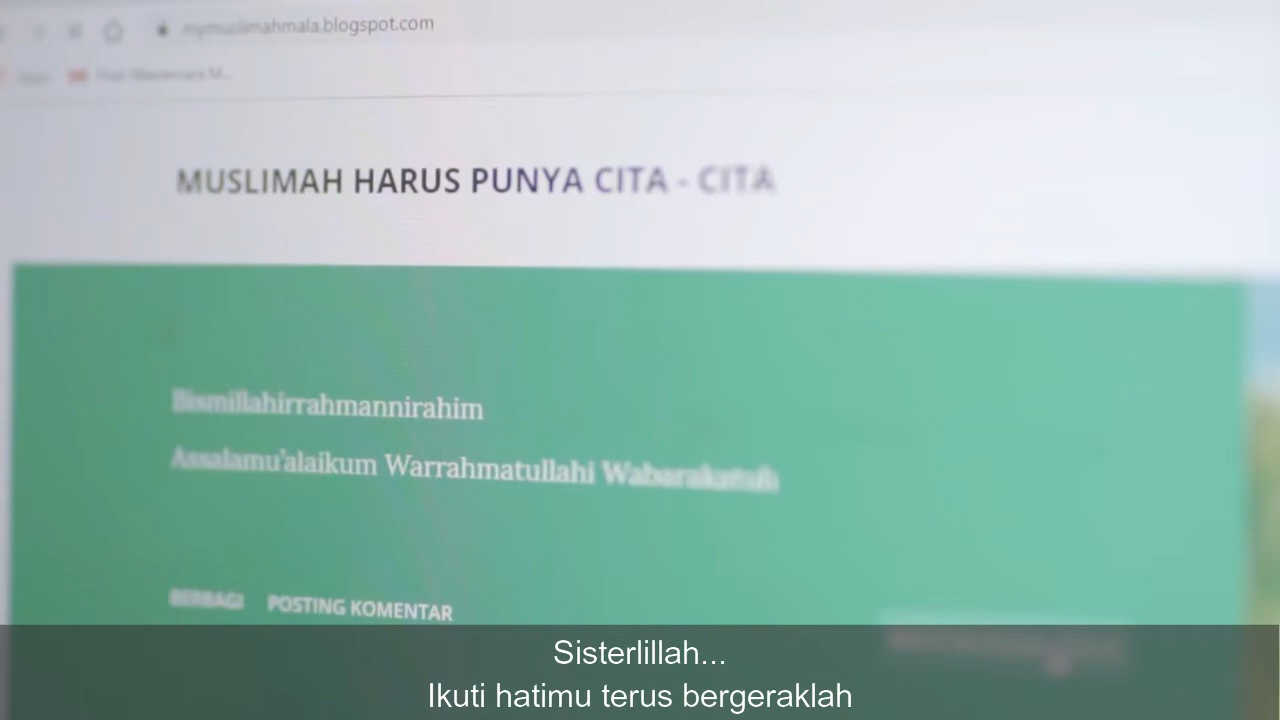 mymuslimahmala.blogspot.com
MUSLIMAH HARUS PUNYA CITA - CITA
Bismillahirrahmannirahim
Assalamu'alaikum Warrahmatullahi Wabarakatuh
BERBAGI POSTING KOMENTAR
Sisterlillah...
Ikuti hatimu terus bergeraklah